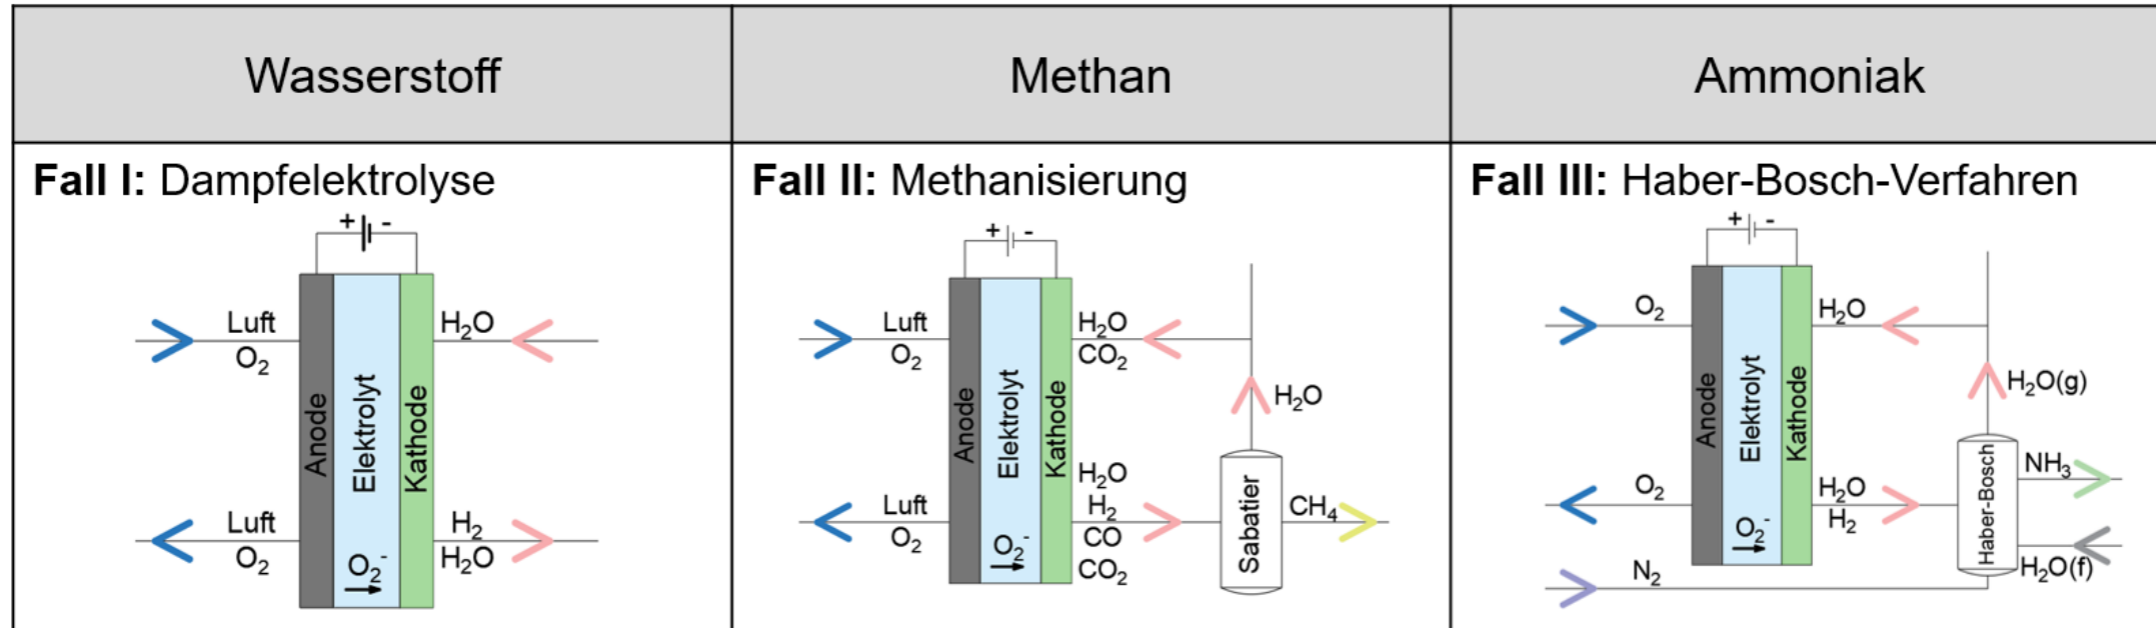 Wasserstoff
Methan
Ammoniak
Fall I: Dampfelektrolyse
+ -
Luft
O2
H2O
Anode
Elektrolyt
Kathode
Luft
O2
H2
H2O
O2-
Fall II: Methanisierung
+ -
Luft
O2
H2O
CO2
Anode
Elektrolyt
Kathode
H2O
Luft
O2
H2O
H2
CO
CO2
O2-
Sabatier
CH4
Fall III: Haber-Bosch-Verfahren
+ -
O2
H2O
Anode
Elektrolyt
Kathode
H2O(g)
O2
H2O
H2
O2-
Haber-Bosch
NH3
H2O(f)
N2